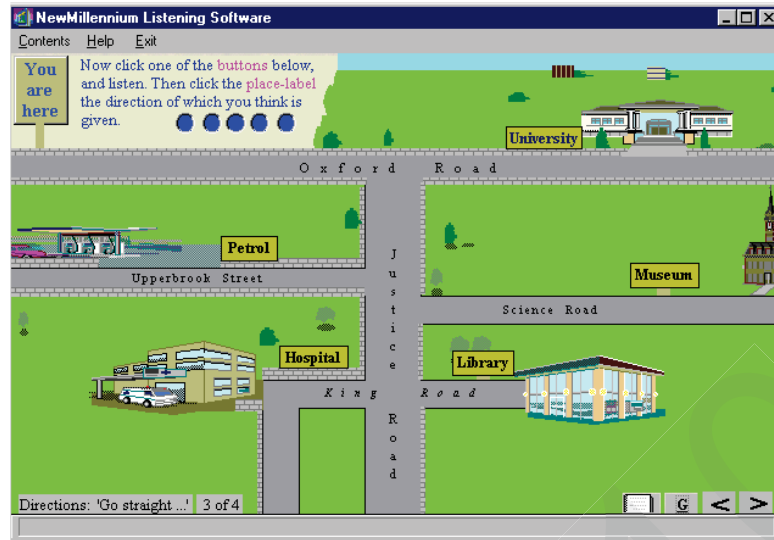 NewMillennium Listening Software
Contents Help Exit
You
are
here
Now click one of the buttons below,
and listen. Then click the place-label
the direction of which you think is
given.
University
Oxford Road
Petrol
Justice Road
Upperbrook Street
Museum
Science Road
Hospital
Library
King Road
Directions: 'Go straight ...' 3 of 4
G < >